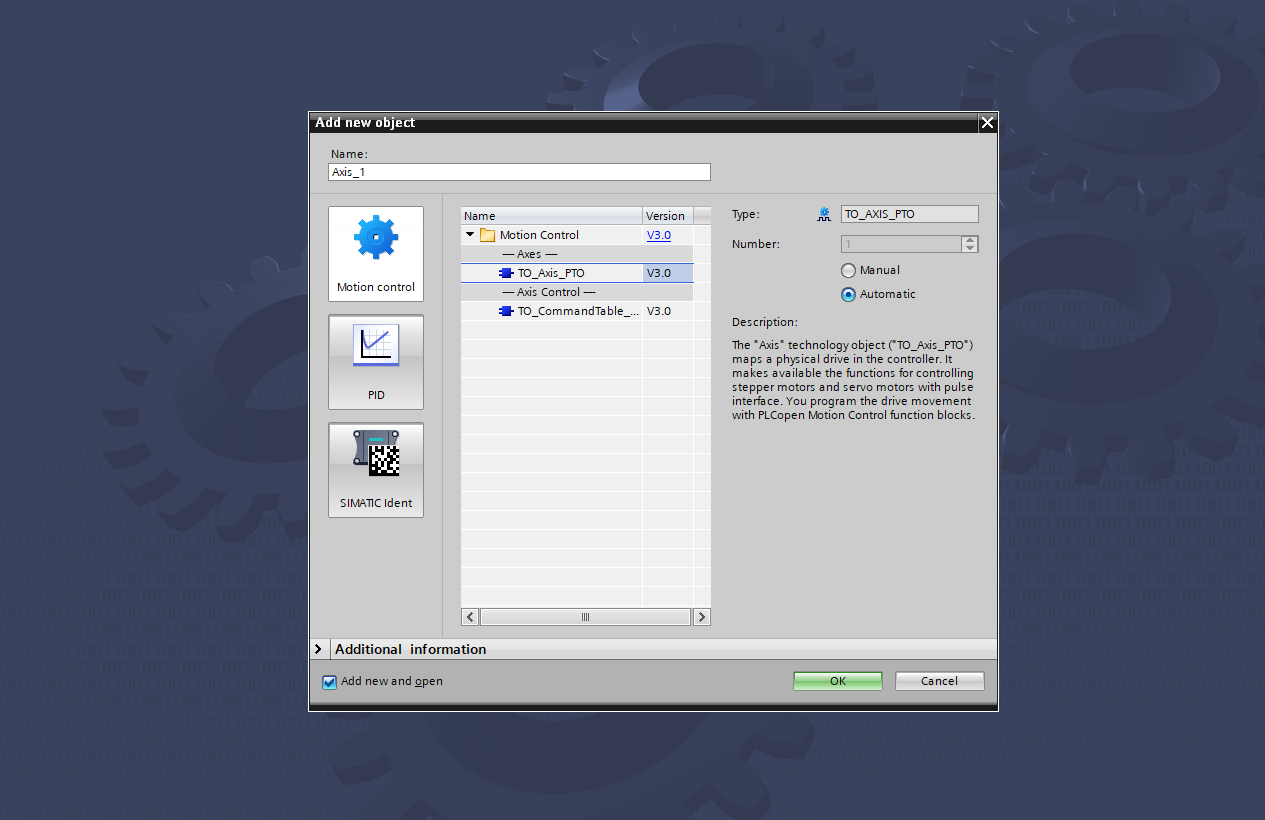 Add new object
Name:
Axis_1
Motion control
PID
SIMATIC Ident
Name Version
Motion Control V3.0
--- Axes ---
TO_Axis_PTO V3.0
--- Axis Control ---
TO_CommandTable_... V3.0
Type: TO_AXIS_PTO
Number: 1
Manual
Automatic
Description:
The "Axis" technology object ("TO_Axis_PTO")
maps a physical drive in the controller. It
makes available the functions for controlling
stepper motors and servo motors with pulse
interface. You program the drive movement
with PLCopen Motion Control function blocks.
Additional information
Add new and open
OK
Cancel